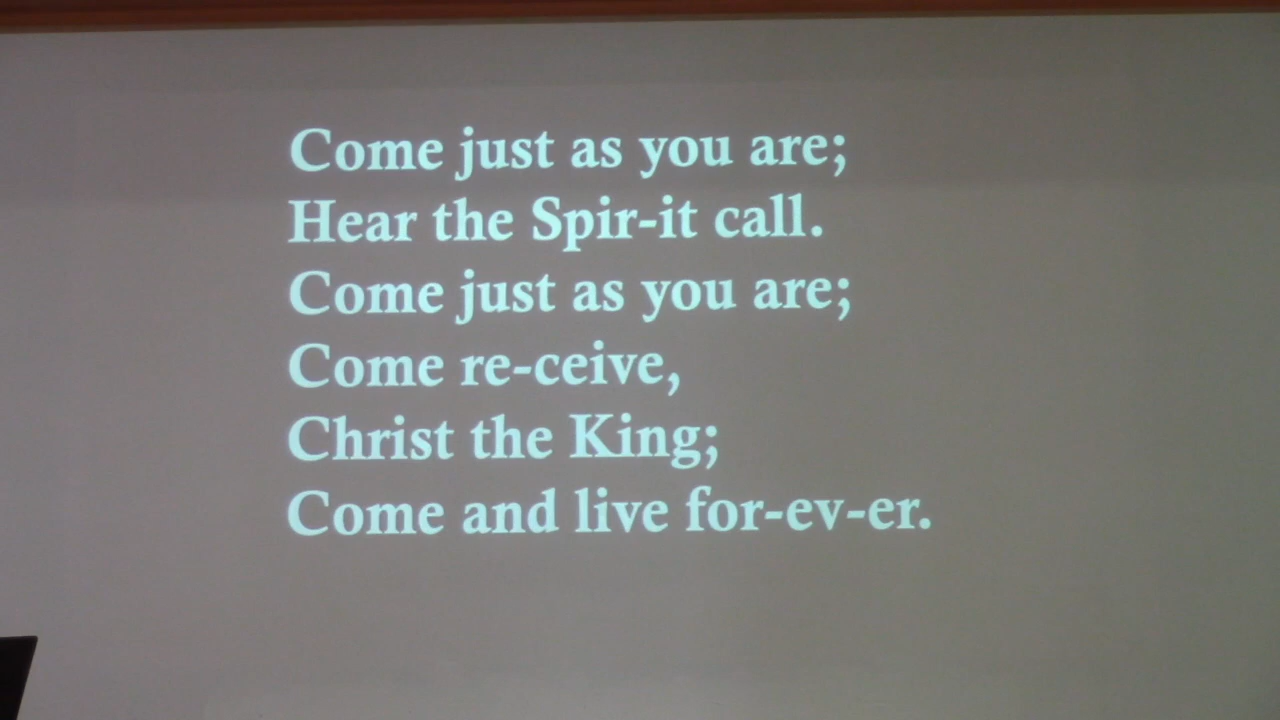 Come just as you are;
Hear the Spir-it call.
Come just as you are;
Come re-ceive,
Christ the King;
Come and live for-ev-er.